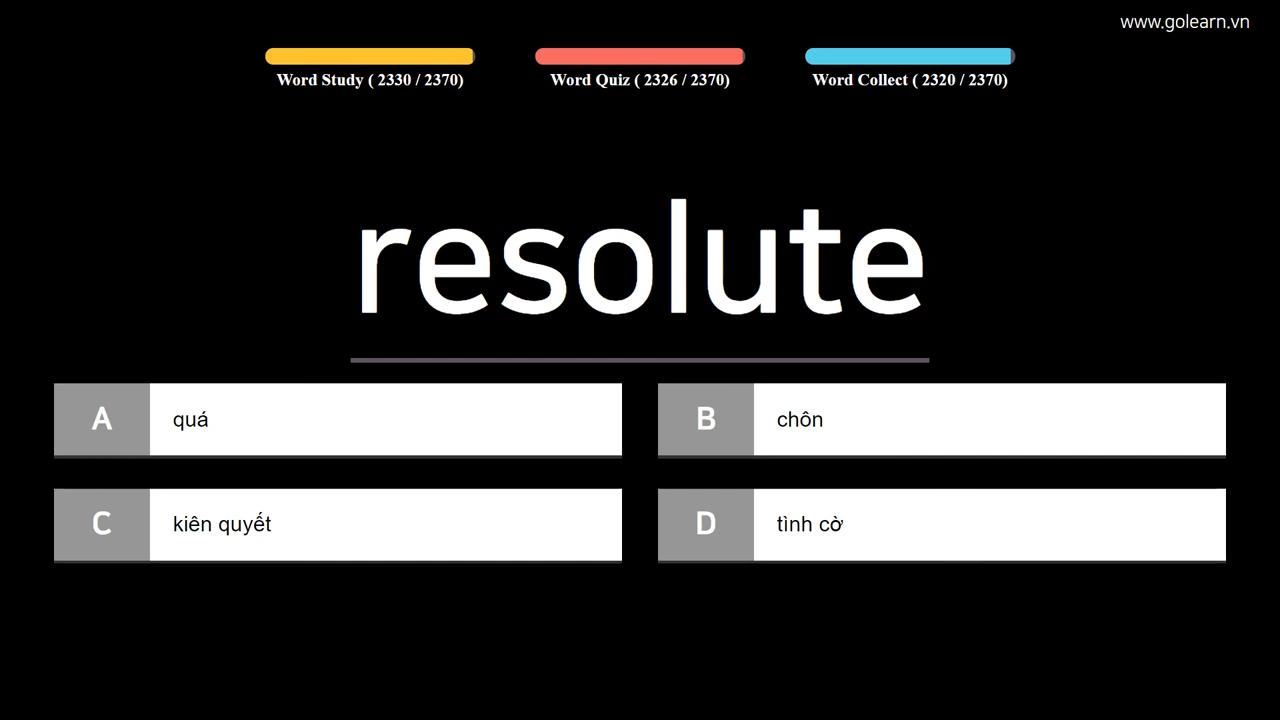 www.golearn.vn
Word Study ( 2330 / 2370)
Word Quiz ( 2326 / 2370)
Word Collect ( 2320 / 2370)
resolute
A quá
B chôn
C kiên quyết
D tình cờ